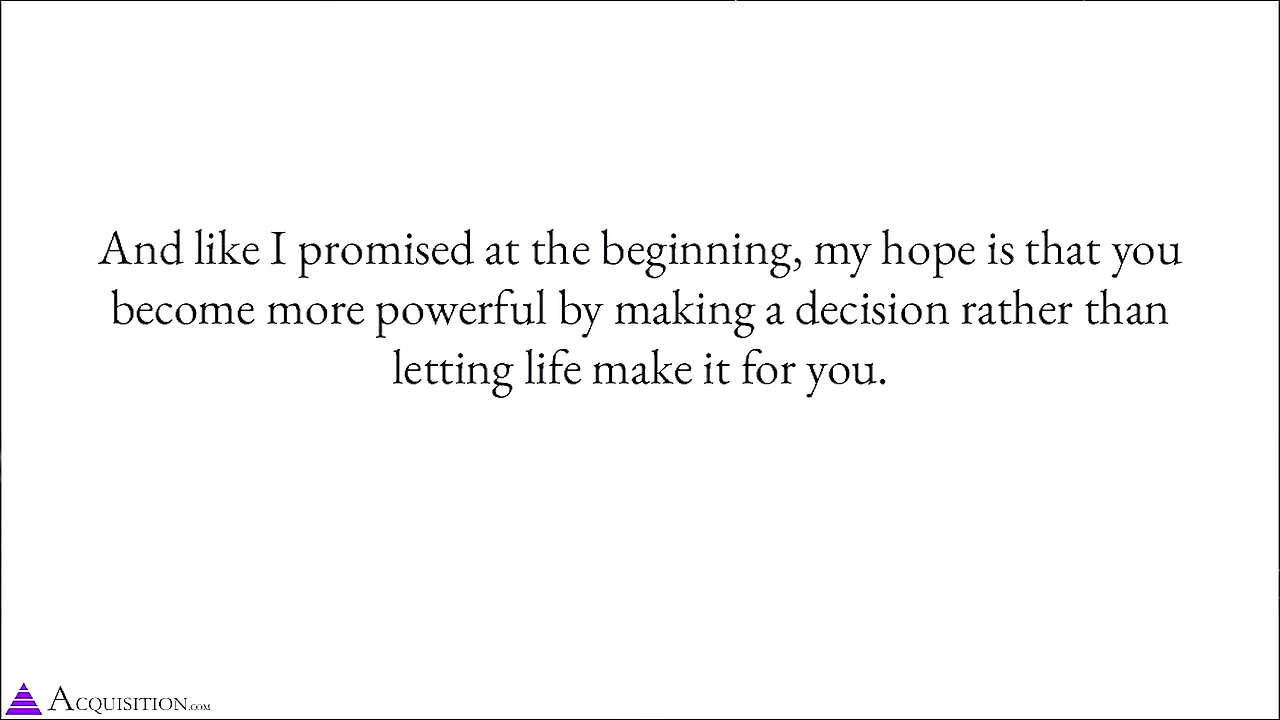 And like I promised at the beginning, my hope is that you
become more powerful by making a decision rather than
letting life make it for you.
ACQUISITION.COM